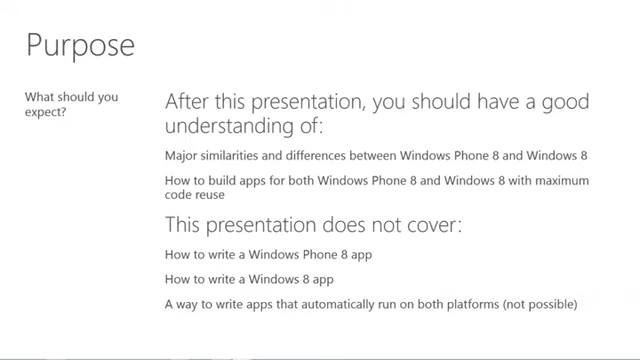 Purpose
What should you
expect?
After this presentation, you should have a good
understanding of:
Major similarities and differences between Windows Phone 8 and Windows 8
How to build apps for both Windows Phone 8 and Windows 8 with maximum
code reuse
This presentation does not cover:
How to write a Windows Phone 8 app
How to write a Windows 8 app
A way to write apps that automatically run on both platforms (not possible)